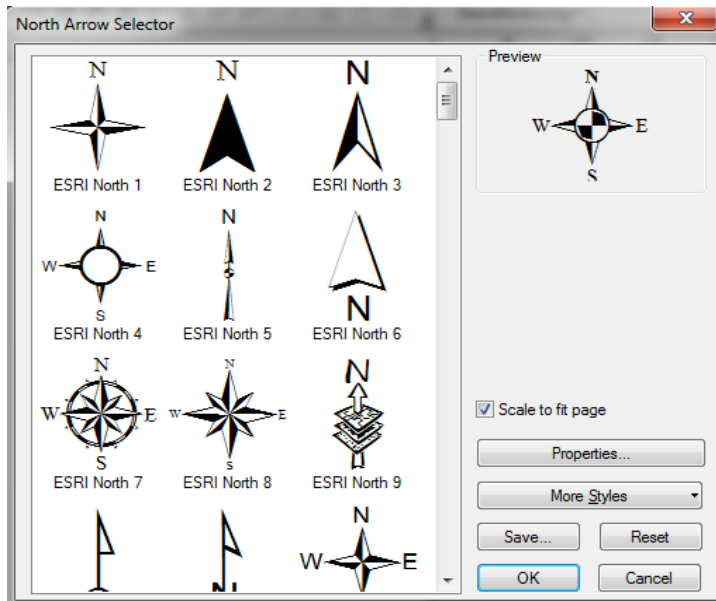 North Arrow Selector
N N N
ESRI North 1 ESRI North 2 ESRI North 3
N N
W E
S N
ESRI North 4 ESRI North 5 ESRI North 6
N N N
W E W E
S S
ESRI North 7 ESRI North 8 ESRI North 9
N
W E
Preview
N
W E
S
Scale to fit page
Properties...
More Styles
Save... Reset
OK Cancel